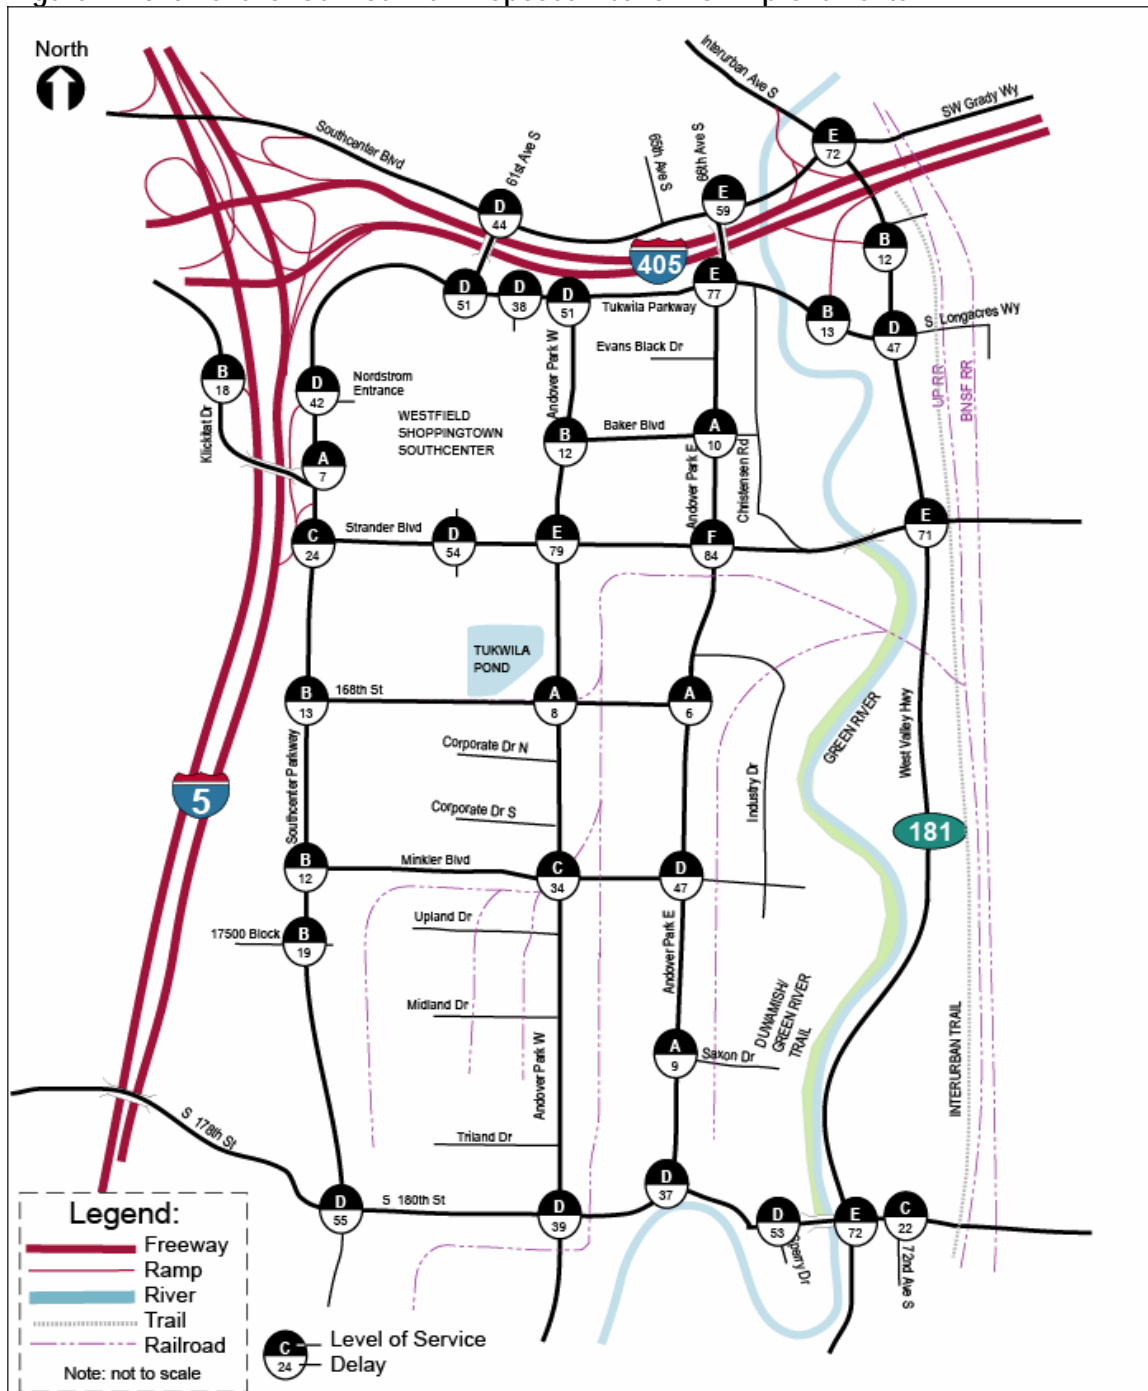 North
Interurban Ave S
SW Grady Wy
Southcenter Blvd
61st Ave S
65th Ave S
66th Ave S
E
72
E
59
D
44
B
12
405
D
51
D
38
D
51
E
77
Tukwila Parkway
B
13
D
47
S Longacres Wy
Evans Black Dr
UP RR
BNSF RR
B
18
Klickitat Dr
D
42
Nordstrom
Entrance
WESTFIELD
SHOPPINGTOWN
SOUTHCENTER
Andover Park W
Baker Blvd
B
12
A
10
Andover Park E
Christensen Rd
A
7
C
24
Strander Blvd
D
54
E
79
F
84
E
71
TUKWILA
POND
B
13
168th St
A
8
A
6
GREEN RIVER
West Valley Hwy
Corporate Dr N
Corporate Dr S
Industry Dr
5
Southcenter Parkway
181
B
12
Minkler Blvd
C
34
D
47
17500 Block
B
19
Upland Dr
Andover Park E
Midland Dr
DUWAMISH/
GREEN RIVER
TRAIL
INTERURBAN TRAIL
A
9
Saxon Dr
Andover Park W
S 178th St
Triland Dr
D
55
S 180th St
D
39
D
37
D
53
Sperry Dr
E
72
C
22
72nd Ave S
Legend:
Freeway
Ramp
River
Trail
Railroad
Note: not to scale
C
24
Level of Service
Delay